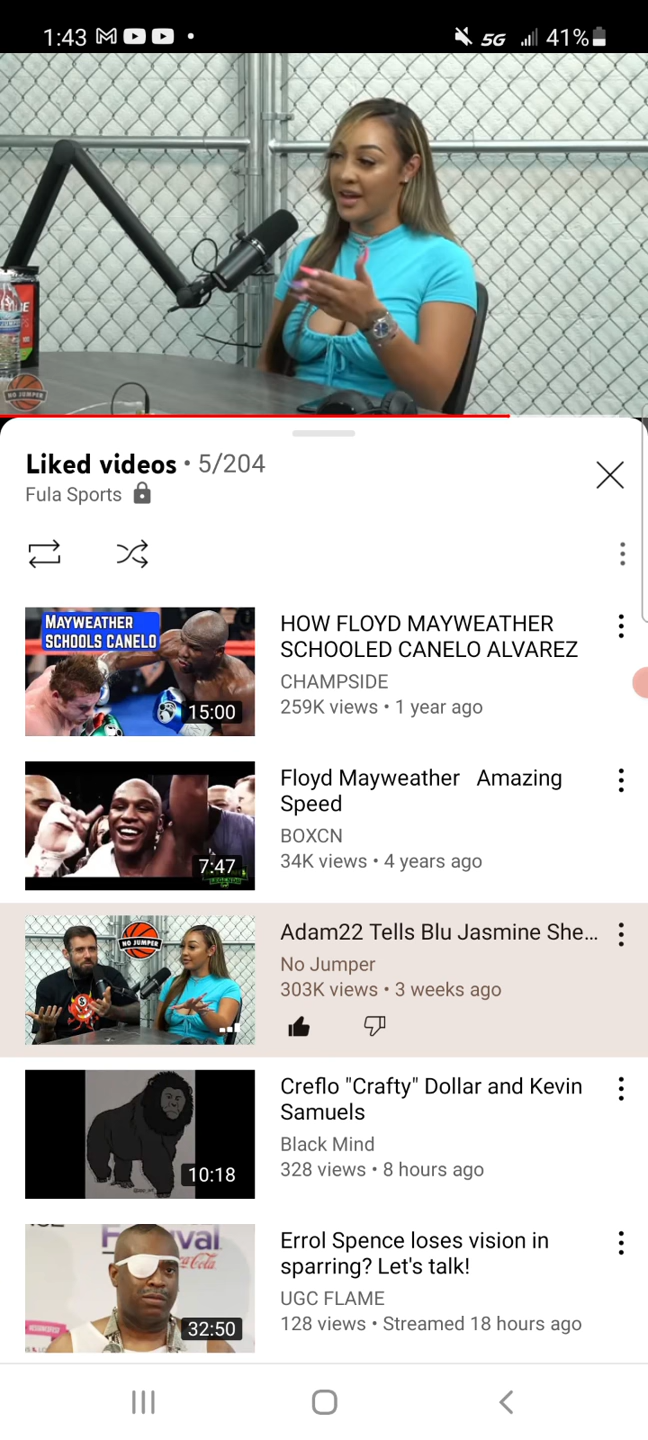 1:43
5G
41%
NO JUMPER
Liked videos • 5/204
Fula Sports
MAYWEATHER
SCHOOLS CANELO
15:00
HOW FLOYD MAYWEATHER
SCHOOLED CANELO ALVAREZ
CHAMPSIDE
259K views • 1 year ago
7:47
Floyd Mayweather Amazing
Speed
BOXCN
34K views • 4 years ago
NO JUMPER
Adam22 Tells Blu Jasmine She...
No Jumper
303K views • 3 weeks ago
10:18
Creflo "Crafty" Dollar and Kevin
Samuels
Black Mind
328 views • 8 hours ago
Coca-Cola
32:50
Errol Spence loses vision in
sparring? Let's talk!
UGC FLAME
128 views • Streamed 18 hours ago